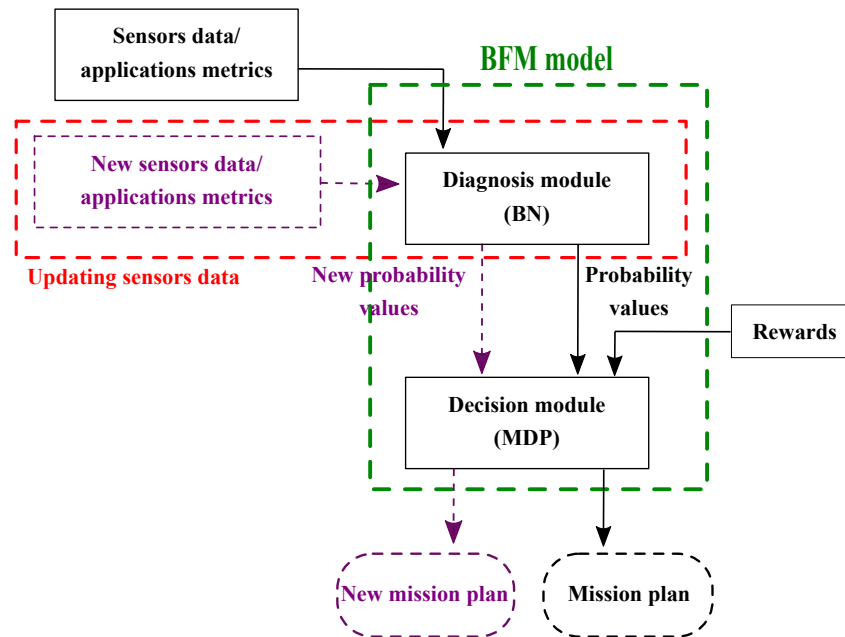 Sensors data/
applications metrics
BFM model
New sensors data/
applications metrics
Diagnosis module
(BN)
Updating sensors data
New probability
values
Probability
values
Rewards
Decision module
(MDP)
New mission plan
Mission plan